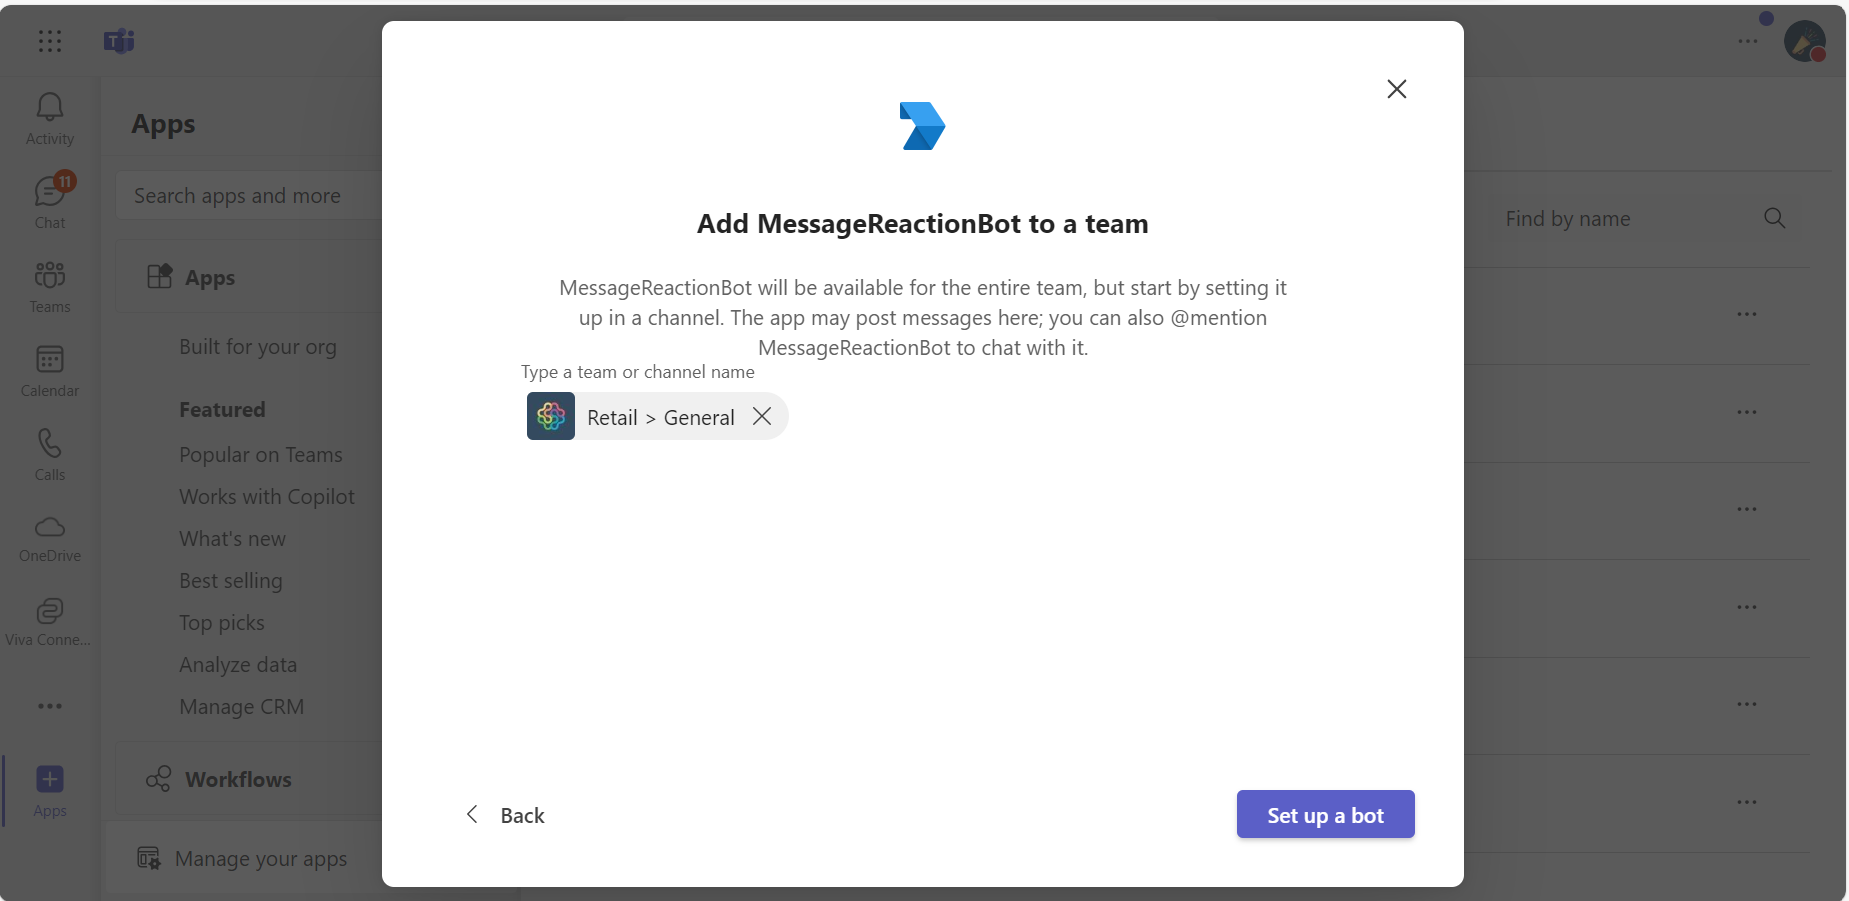 T
Activity
11
Chat
Teams
Calendar
Calls
OneDrive
Viva Conne...
Apps
Apps
Search apps and more
Apps
Built for your org
Featured
Popular on Teams
Works with Copilot
What's new
Best selling
Top picks
Analyze data
Manage CRM
Workflows
Manage your apps
Find by name
Add MessageReactionBot to a team
MessageReactionBot will be available for the entire team, but start by setting it
up in a channel. The app may post messages here; you can also @mention
MessageReactionBot to chat with it.
Type a team or channel name
Retail > General
Back
Set up a bot